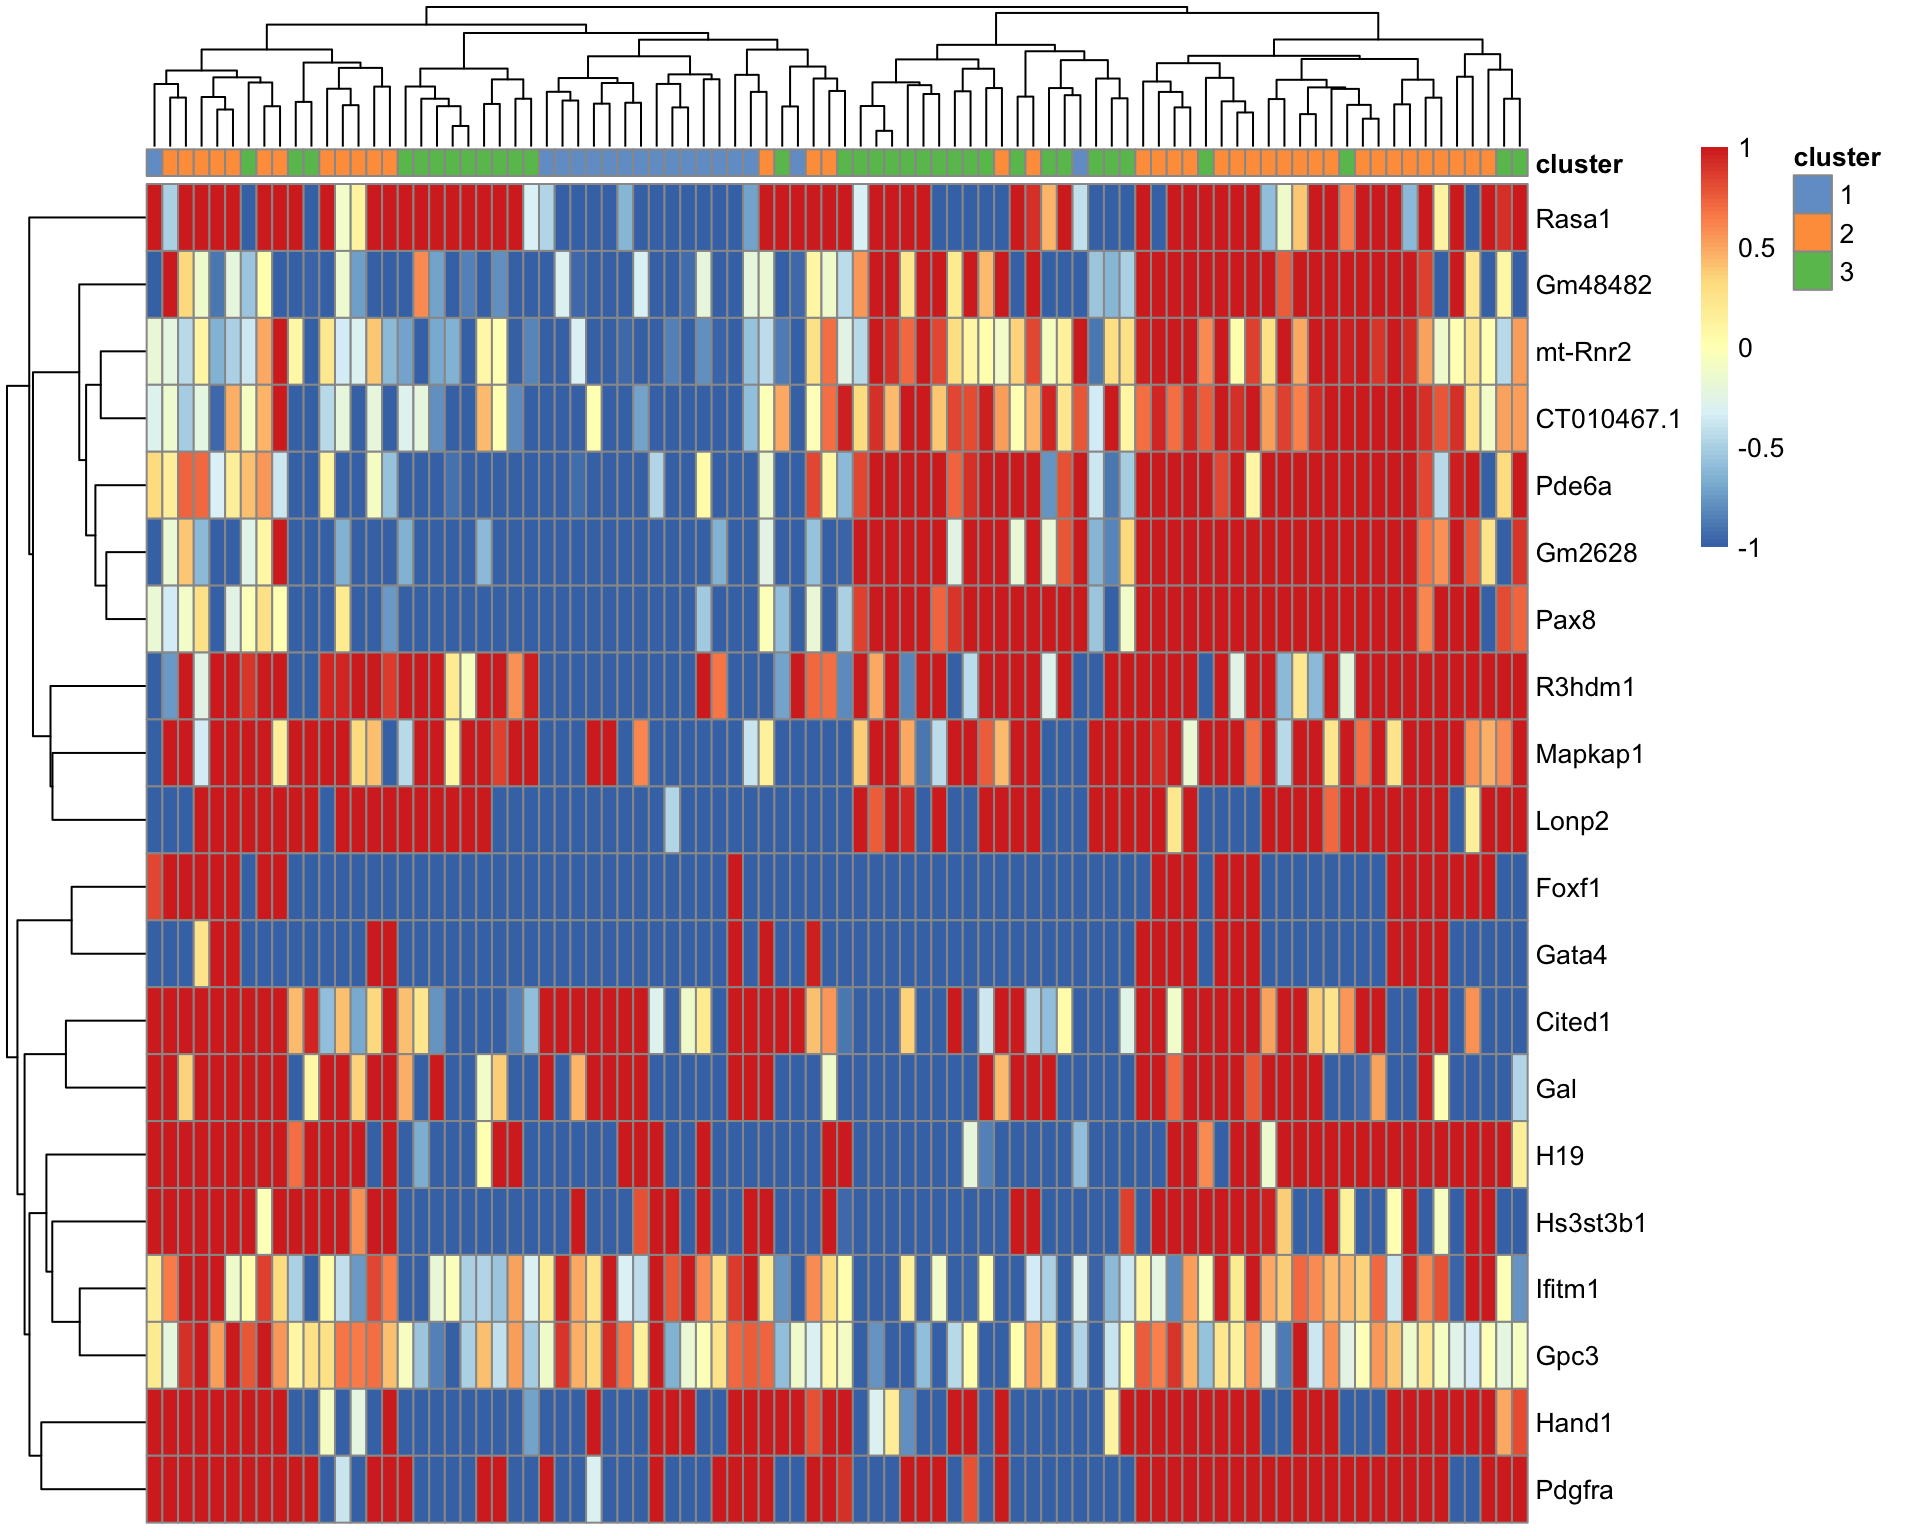 cluster
Rasa1
Gm48482
mt-Rnr2
CT010467.1
Pde6a
Gm2628
Pax8
R3hdm1
Mapkap1
Lonp2
Foxf1
Gata4
Cited1
Gal
H19
Hs3st3b1
Ifitm1
Gpc3
Hand1
Pdgfra
1
0.5
0
-0.5
-1
cluster
1
2
3